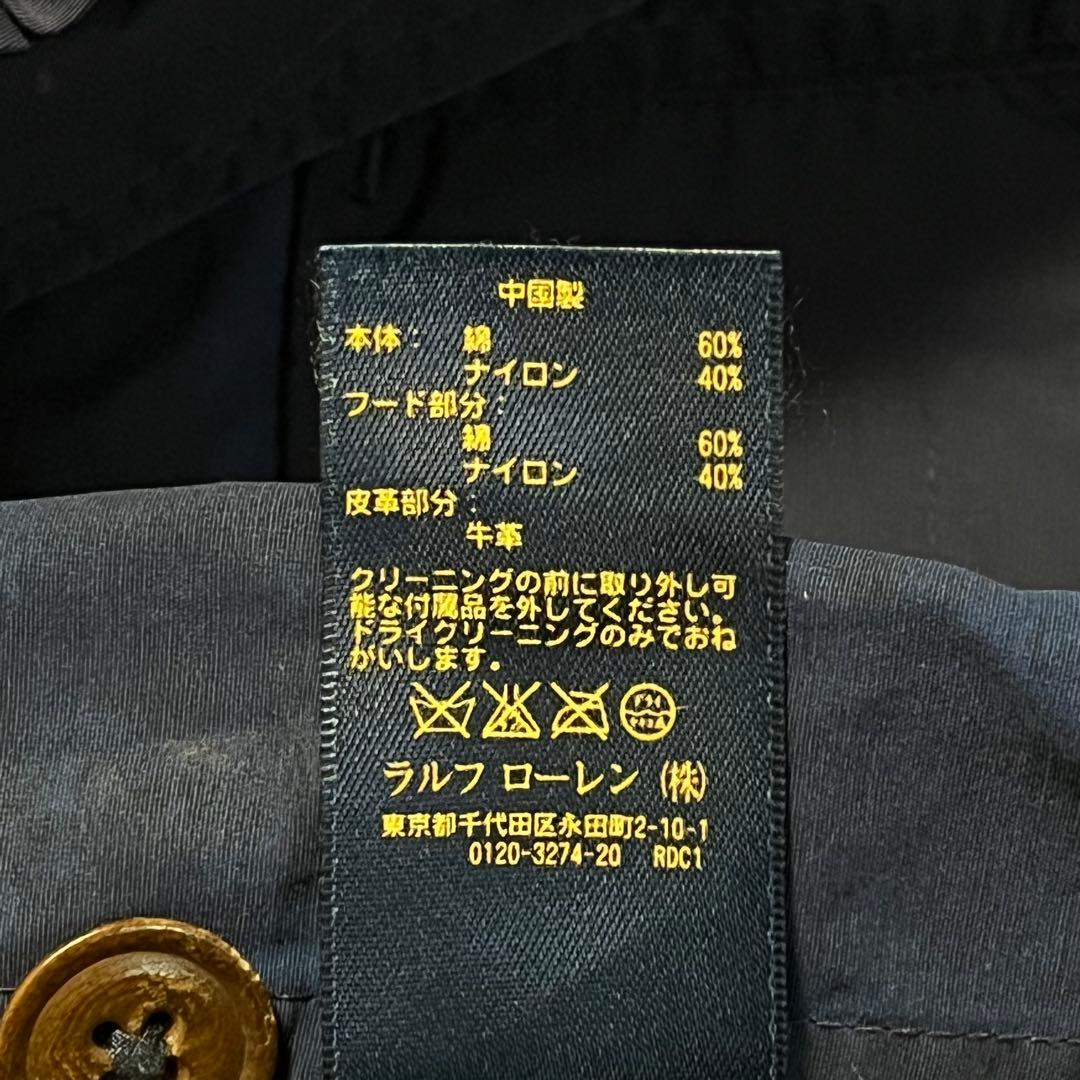 中国製
本体： 綿 60%
ナイロン 40%
フード部分：
綿 60%
ナイロン 40%
皮革部分：
牛革
クリーニングの前に取り外し可
能な付属品を外してください。
ドライクリーニングのみでおね
がいします。
ラルフ ローレン（株）
東京都千代田区永田町2-10-1
0120-3274-20 RDC1